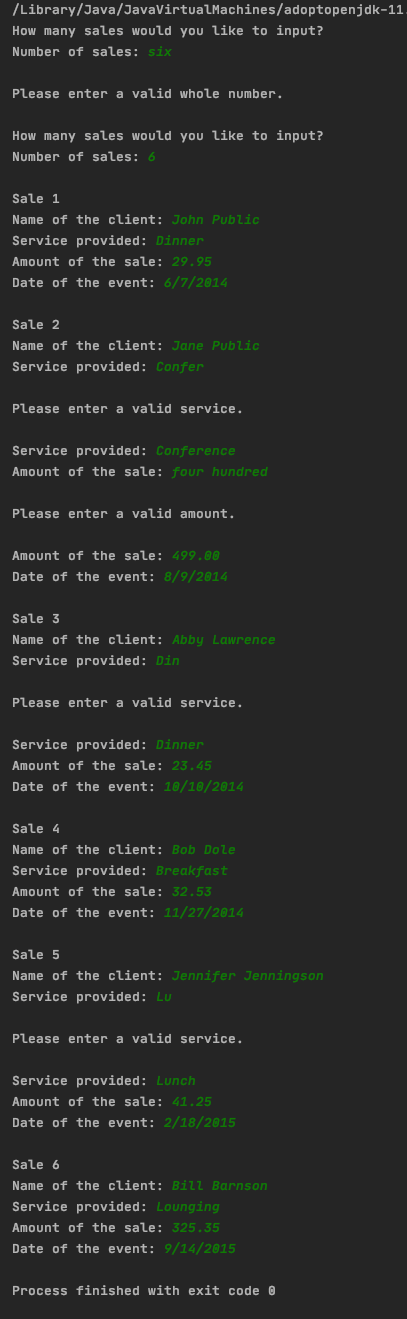 /Library/Java/JavaVirtualMachines/adoptopenjdk-11.
How many sales would you like to input?
Number of sales: six
Please enter a valid whole number.
How many sales would you like to input?
Number of sales: 6
Sale 1
Name of the client: John Public
Service provided: Dinner
Amount of the sale: 29.95
Date of the event: 6/7/2014
Sale 2
Name of the client: Jane Public
Service provided: Confer
Please enter a valid service.
Service provided: Conference
Amount of the sale: four hundred
Please enter a valid amount.
Amount of the sale: 499.00
Date of the event: 8/9/2014
Sale 3
Name of the client: Abby Lawrence
Service provided: Din
Please enter a valid service.
Service provided: Dinner
Amount of the sale: 23.45
Date of the event: 10/10/2014
Sale 4
Name of the client: Bob Dole
Service provided: Breakfast
Amount of the sale: 32.53
Date of the event: 11/27/2014
Sale 5
Name of the client: Jennifer Jenningson
Service provided: Lu
Please enter a valid service.
Service provided: Lunch
Amount of the sale: 41.25
Date of the event: 2/18/2015
Sale 6
Name of the client: Bill Barnson
Service provided: Lounging
Amount of the sale: 325.35
Date of the event: 9/14/2015
Process finished with exit code 0